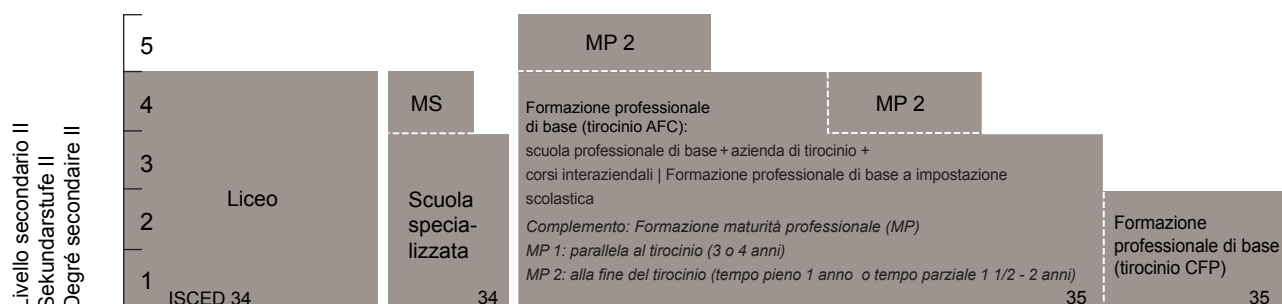 Livello secondario II
Sekundarstufe II
Degré secondaire II
5
4
3
2
1
Liceo
ISCED 34
MS
Scuola
specia-
lizzata
34
MP 2
MP 2
Formazione professionale
di base (tirocinio AFC):
scuola professionale di base + azienda di tirocinio +
corsi interaziendali | Formazione professionale di base a impostazione
scolastica
Complemento: Formazione maturità professionale (MP)
MP 1: parallela al tirocinio (3 o 4 anni)
MP 2: alla fine del tirocinio (tempo pieno 1 anno o tempo parziale 1 1/2 - 2 anni)
35
Formazione
professionale di base
(tirocinio CFP)
35